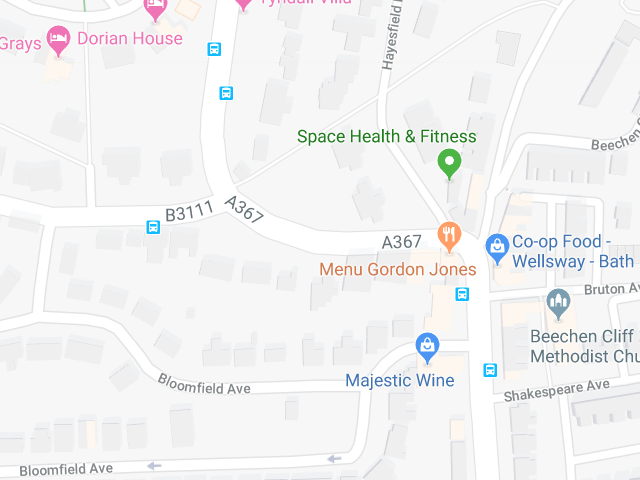 Tyndall Villa
Grays
Dorian House
Hayesfield
Space Health & Fitness
Beechen
B3111
A367
A367
Co-op Food -
Wellsway - Bath
Menu Gordon Jones
Bruton Av
Beechen Cliff
Methodist Chu
Majestic Wine
Bloomfield Ave
Shakespeare Ave
Bloomfield Ave